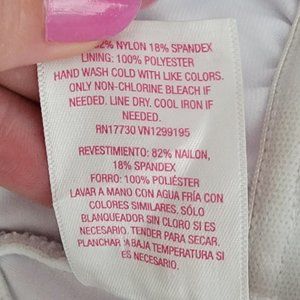 82% NYLON 18% SPANDEX
LINING: 100% POLYESTER
HAND WASH COLD WITH LIKE COLORS.
ONLY NON-CHLORINE BLEACH IF
NEEDED. LINE DRY. COOL IRON IF
NEEDED.
RN17730 VN1299195
REVESTIMIENTO: 82% NAILON,
18% SPANDEX
FORRO: 100% POLIÉSTER
LAVAR A MANO CON AGUA FRÍA CON
COLORES SIMILARES. SÓLO
BLANQUEADOR SIN CLORO SI ES
NECESARIO. TENDER PARA SECAR.
PLANCHAR A BAJA TEMPERATURA SI
ES NECESARIO.